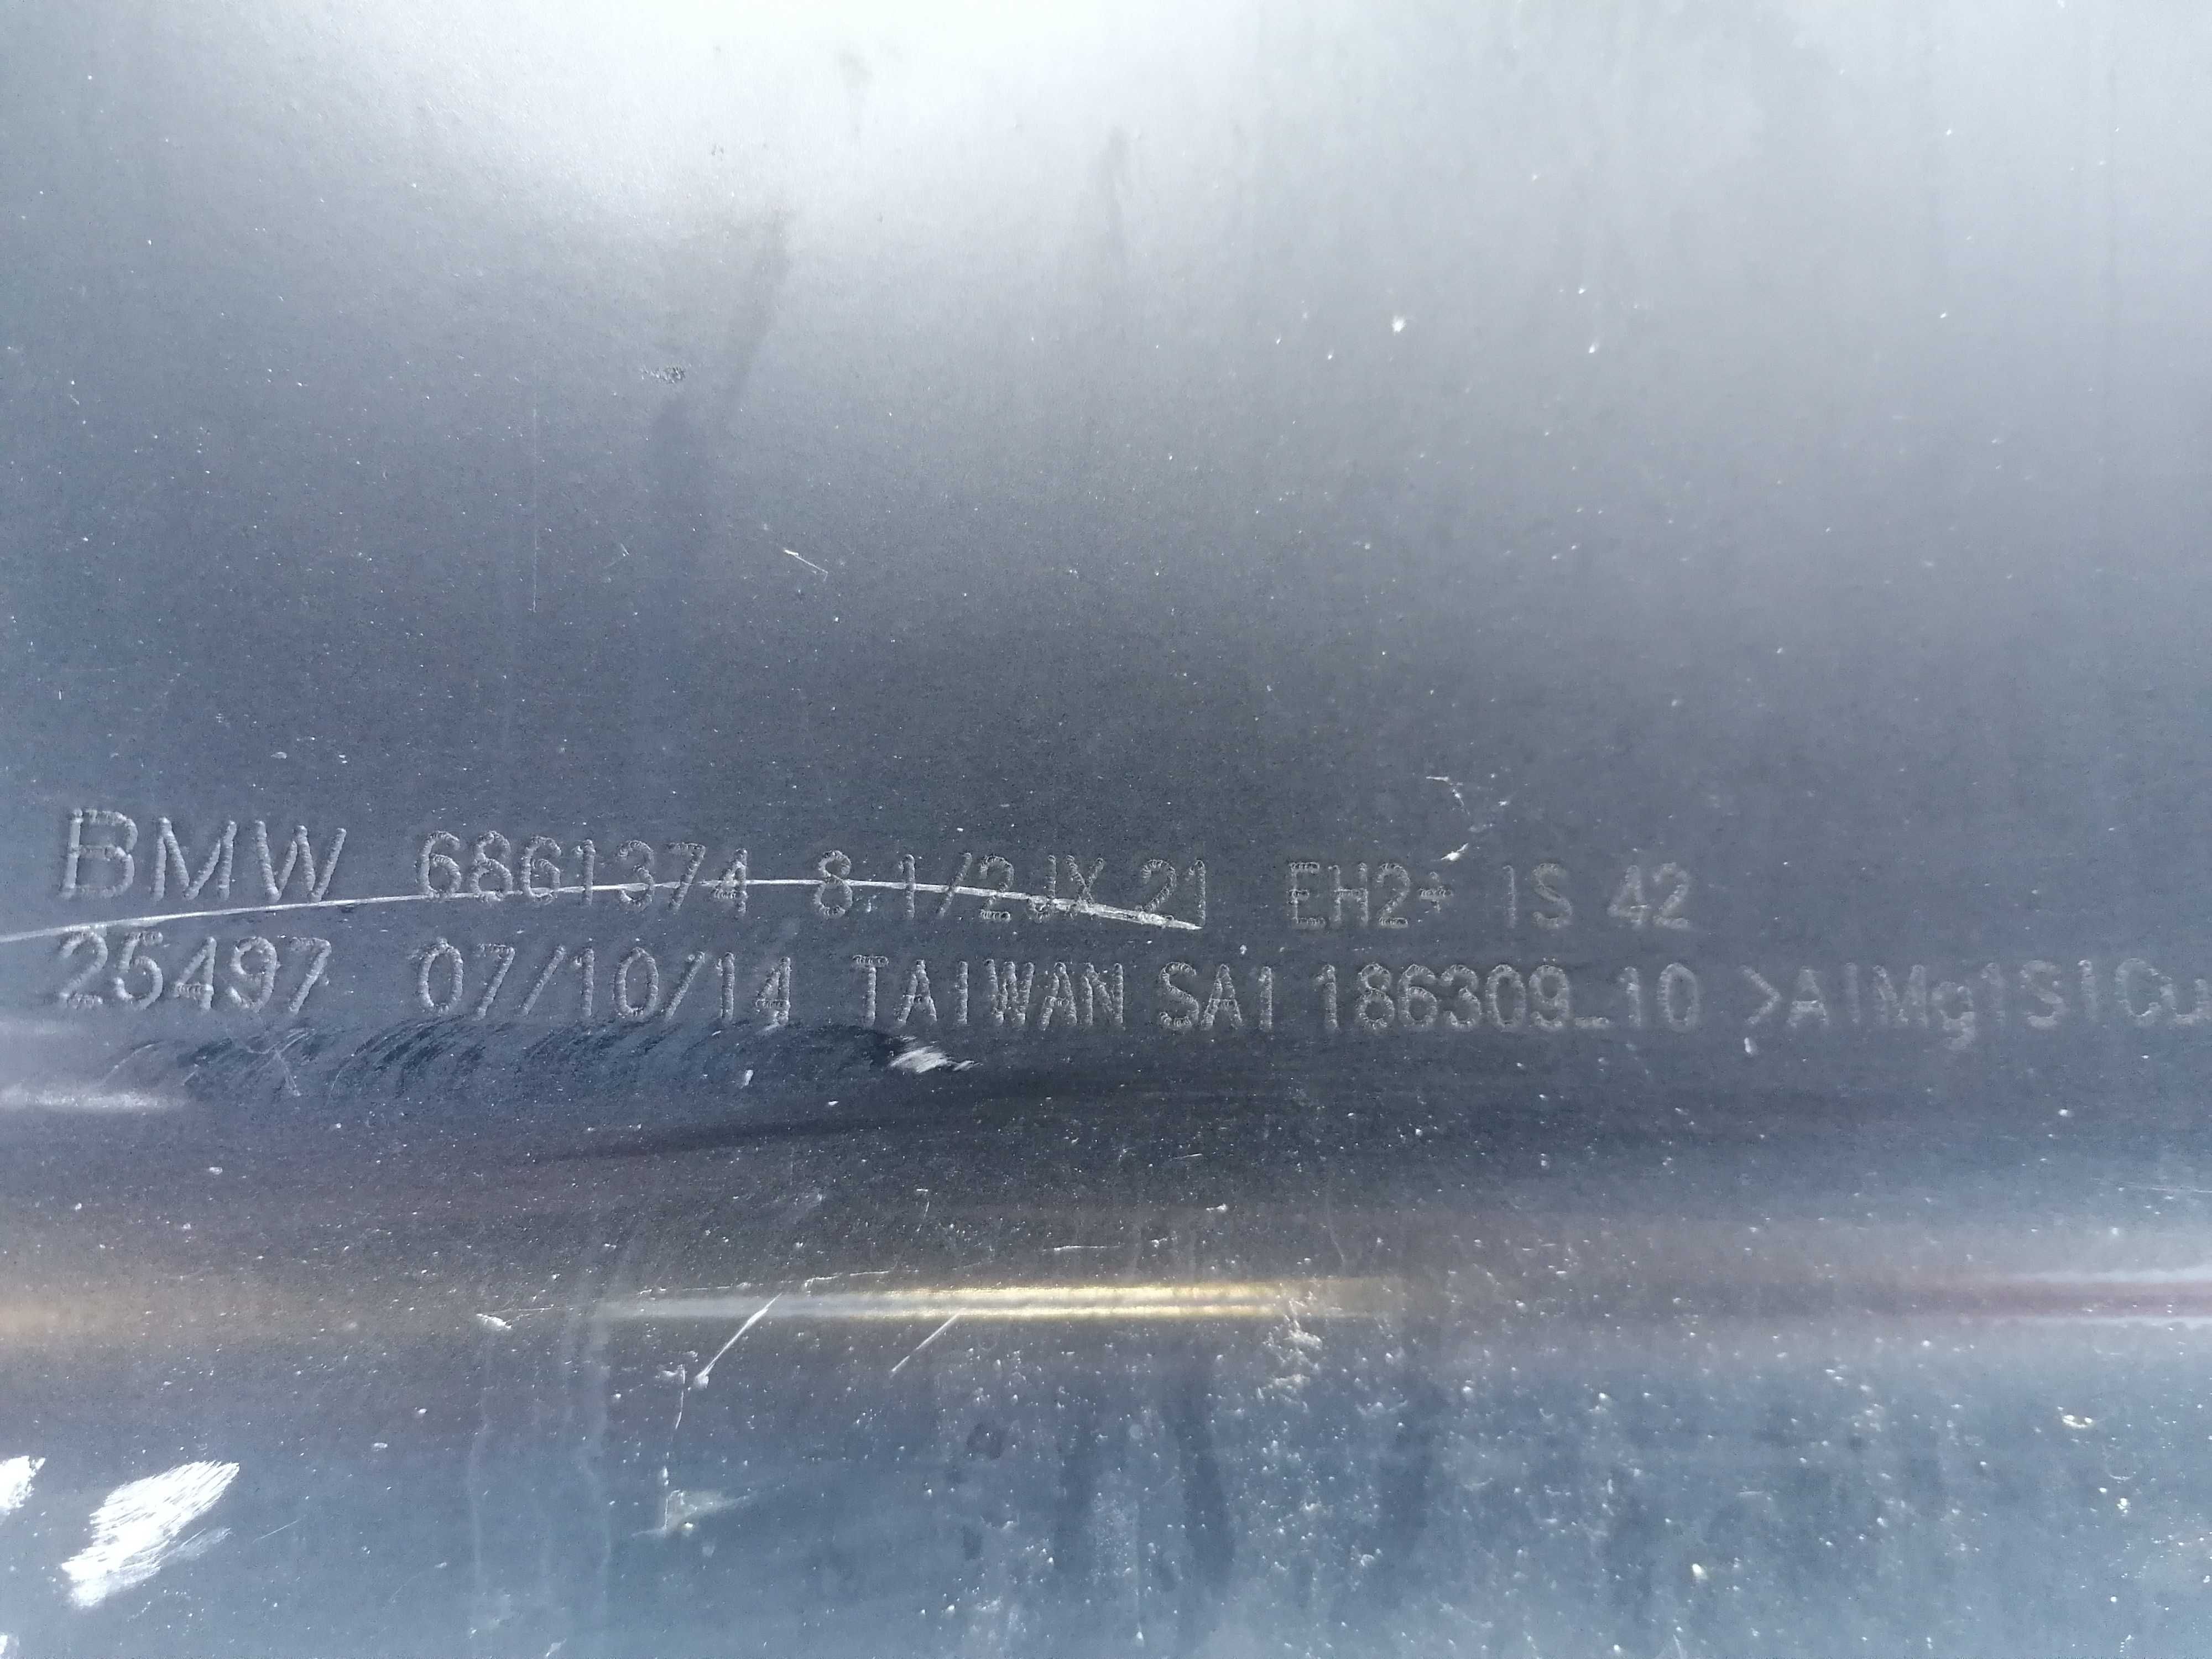 BMW 6861374 8 1/2JX 21 EH2+ IS 42
25497 07/10/14 TAIWAN SA1 186309_10 >AlMg1SiCu